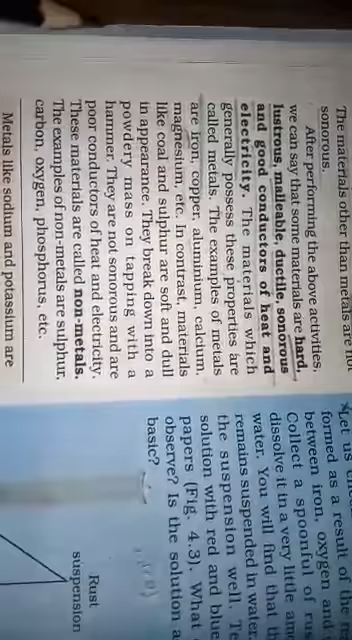 The materials other than metals are not
sonorous.
After performing the above activities,
we can say that some materials are hard,
lustrous, malleable, ductile, sonorous
and good conductors of heat and
electricity. The materials which
generally possess these properties are
called metals. The examples of metals
are iron, copper, aluminium, calcium,
magnesium, etc. In contrast, materials
like coal and sulphur are soft and dull
in appearance. They break down into a
powdery mass on tapping with a
hammer. They are not sonorous and are
poor conductors of heat and electricity.
These materials are called non-metals.
The examples of non-metals are sulphur,
carbon, oxygen, phosphorus, etc.
Metals like sodium and potassium are
Let us
formed as a result of the
between iron, oxygen and
Collect a spoonful of
dissolve it in a very little
water. You will find that
remains suspended in water.
the suspension well.
solution with red and blue
papers (Fig. 4.3). What
observe? Is the solution
basic?
Rust
suspension